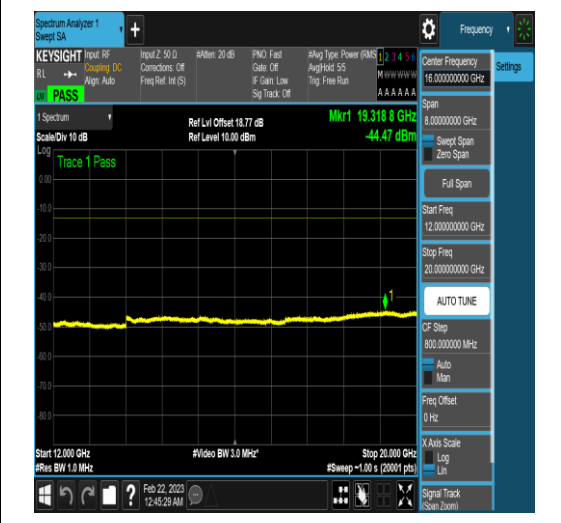 Spectrum Analyzer 1
Swept SA
Frequency
KEYSIGHT
RL
Input: RF
Coupling: DC
Align: Auto
Input Z: 50 Ω
Corrections: Off
Freq Ref: Int (S)
#Atten: 20 dB
PNO: Fast
Gate: Off
IF Gain: Low
Sig Track: Off
#Avg Type: Power (RMS)
Avg|Hold: 5/5
Trig: Free Run
1 2 3 4 5 6
M W W W W W
A A A A A A
PASS
1 Spectrum
Scale/Div 10 dB
Ref Lvl Offset 18.77 dB
Ref Level 10.00 dBm
Mkr1 19.318 8 GHz
-44.47 dBm
Log
Trace 1 Pass
0.00
-10.0
-20.0
-30.0
-40.0
-50.0
-60.0
-70.0
-80.0
1
Start 12.000 GHz
#Res BW 1.0 MHz
#Video BW 3.0 MHz*
Stop 20.000 GHz
#Sweep ~1.00 s (20001 pts)
Feb 22, 2023
12:45:29 AM
Settings
Center Frequency
16.000000000 GHz
Span
8.00000000 GHz
Swept Span
Zero Span
Full Span
Start Freq
12.000000000 GHz
Stop Freq
20.000000000 GHz
AUTO TUNE
CF Step
800.000000 MHz
Auto
Man
Freq Offset
0 Hz
X Axis Scale
Log
Lin
Signal Track
(Span Zoom)